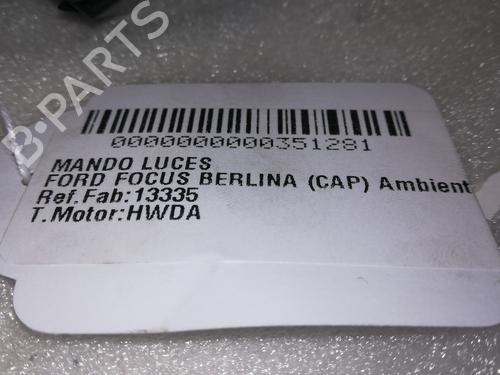 B-PARTS
0000000000351281
MANDO LUCES
FORD FOCUS BERLINA (CAP) Ambient
Ref.Fab:13335
T.Motor:HWDA